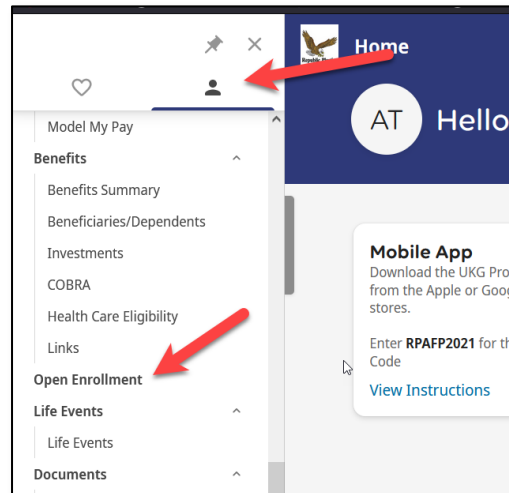 Home
AT Hello
Model My Pay
Benefits
Benefits Summary
Beneficiaries/Dependents
Investments
COBRA
Health Care Eligibility
Links
Open Enrollment
Life Events
Life Events
Documents
Mobile App
Download the UKG Pro
from the Apple or Goog
stores.
Enter RPAFP2021 for th
Code
View Instructions